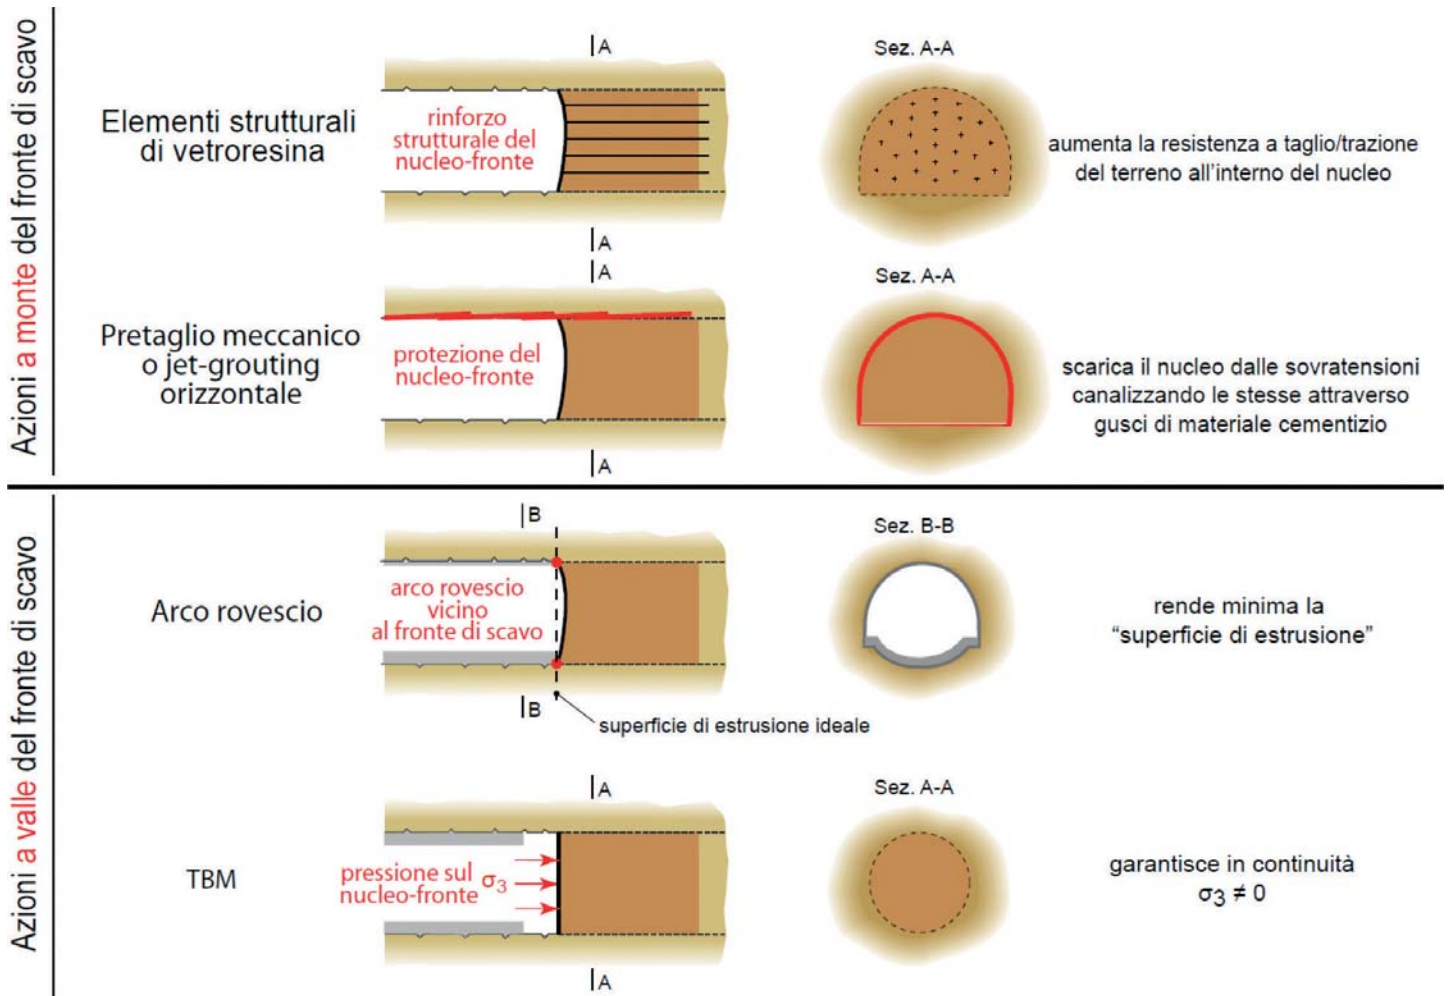 Azioni a monte del fronte di scavo
Elementi strutturali
di vetroresina
A
rinforzo
strutturale del
nucleo-fronte
A
Sez. A-A
aumenta la resistenza a taglio/trazione
del terreno all'interno del nucleo
Pretaglio meccanico
o jet-grouting
orizzontale
A
protezione del
nucleo-fronte
A
Sez. A-A
scarica il nucleo dalle sovratensioni
canalizzando le stesse attraverso
gusci di materiale cementizio
Azioni a valle del fronte di scavo
Arco rovescio
B
arco rovescio
vicino
al fronte di scavo
B
superficie di estrusione ideale
Sez. B-B
rende minima la
“superficie di estrusione”
TBM
A
pressione sul
nucleo-fronte
σ3
A
Sez. A-A
garantisce in continuità
σ3 ≠ 0